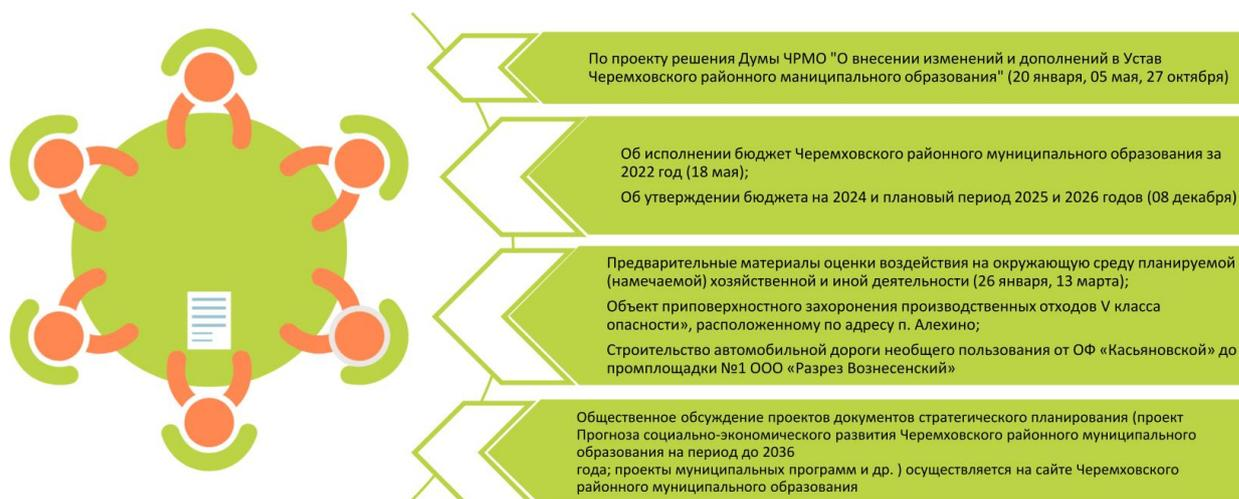 По проекту решения Думы ЧРМО "О внесении изменений и дополнений в Устав
Черемховского районного маниципального образования" (20 января, 05 мая, 27 октября)
Об исполнении бюджет Черемховского районного муниципального образования за
2022 год (18 мая);
Об утверждении бюджета на 2024 и плановый период 2025 и 2026 годов (08 декабря)
Предварительные материалы оценки воздействия на окружающую среду планируемой
(намечаемой) хозяйственной и иной деятельности (26 января, 13 марта);
Объект приповерхностного захоронения производственных отходов V класса
опасности», расположенному по адресу п. Алехино;
Строительство автомобильной дороги необщего пользования от ОФ «Касьяновской» до
промплощадки №1 ООО «Разрез Вознесенский»
Общественное обсуждение проектов документов стратегического планирования (проект
Прогноза социально-экономического развития Черемховского районного муниципального
образования на период до 2036
года; проекты муниципальных программ и др. ) осуществляется на сайте Черемховского
районного муниципального образования